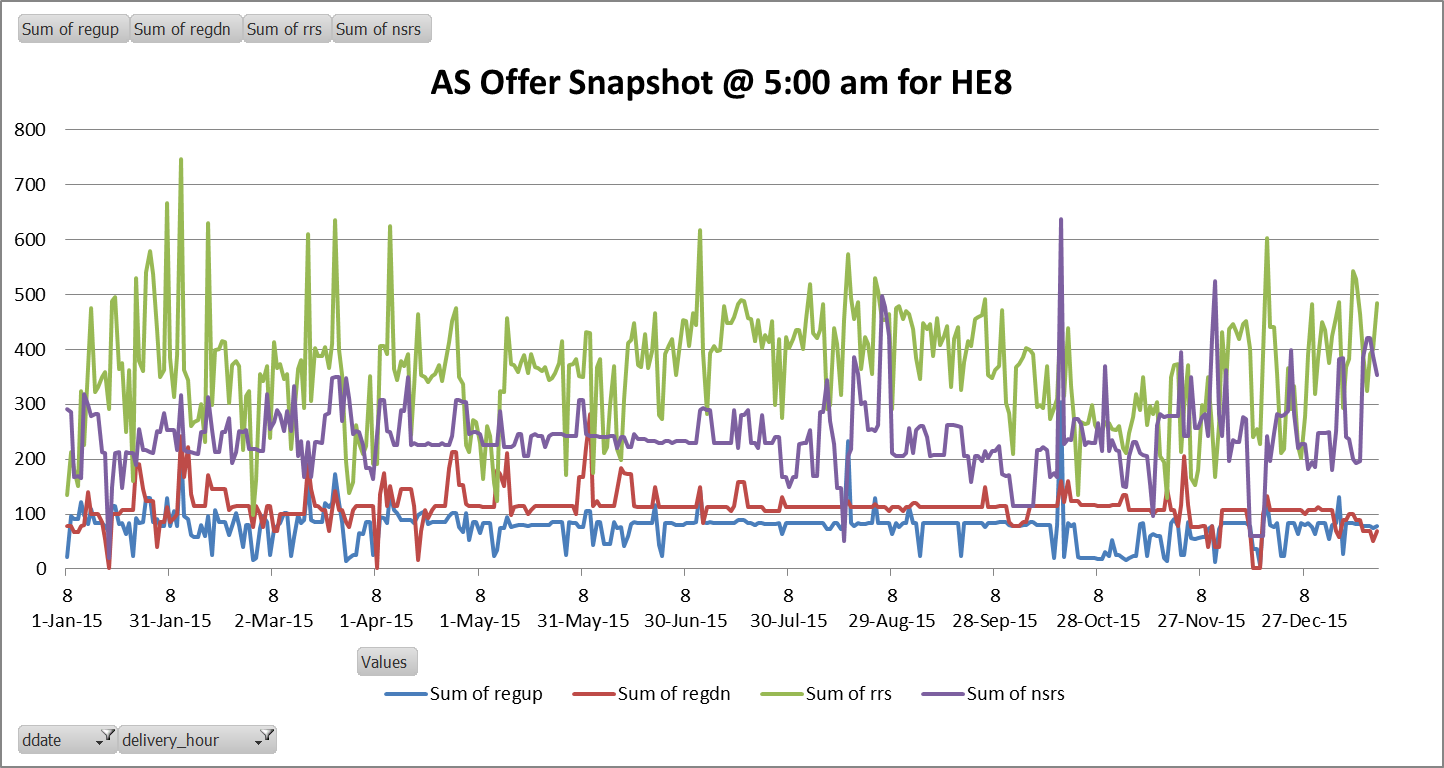 Sum of regup Sum of regdn Sum of rrs Sum of nsrs
AS Offer Snapshot @ 5:00 am for HE8
800
700
600
500
400
300
200
100
0
8 8 8 8 8 8 8 8 8 8 8 8 8
1-Jan-15 31-Jan-15 2-Mar-15 1-Apr-15 1-May-15 31-May-15 30-Jun-15 30-Jul-15 29-Aug-15 28-Sep-15 28-Oct-15 27-Nov-15 27-Dec-15
Values
Sum of regup Sum of regdn Sum of rrs Sum of nsrs
ddate delivery_hour